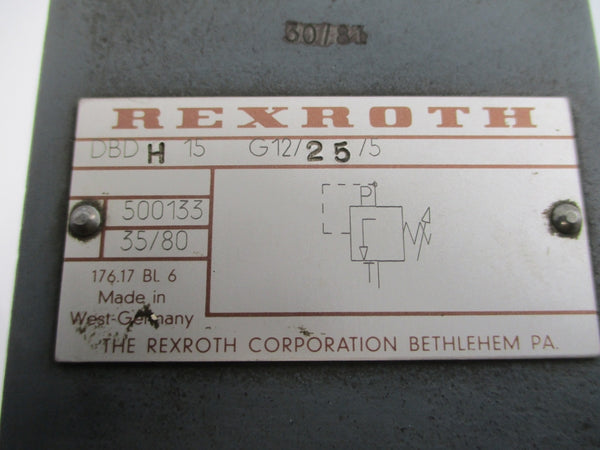 30/81
REXROTH
DBD H 15 G12/25/5
500133
35/80
P
T
176.17 Bl. 6
Made in
West-Germany
THE REXROTH CORPORATION BETHLEHEM PA.